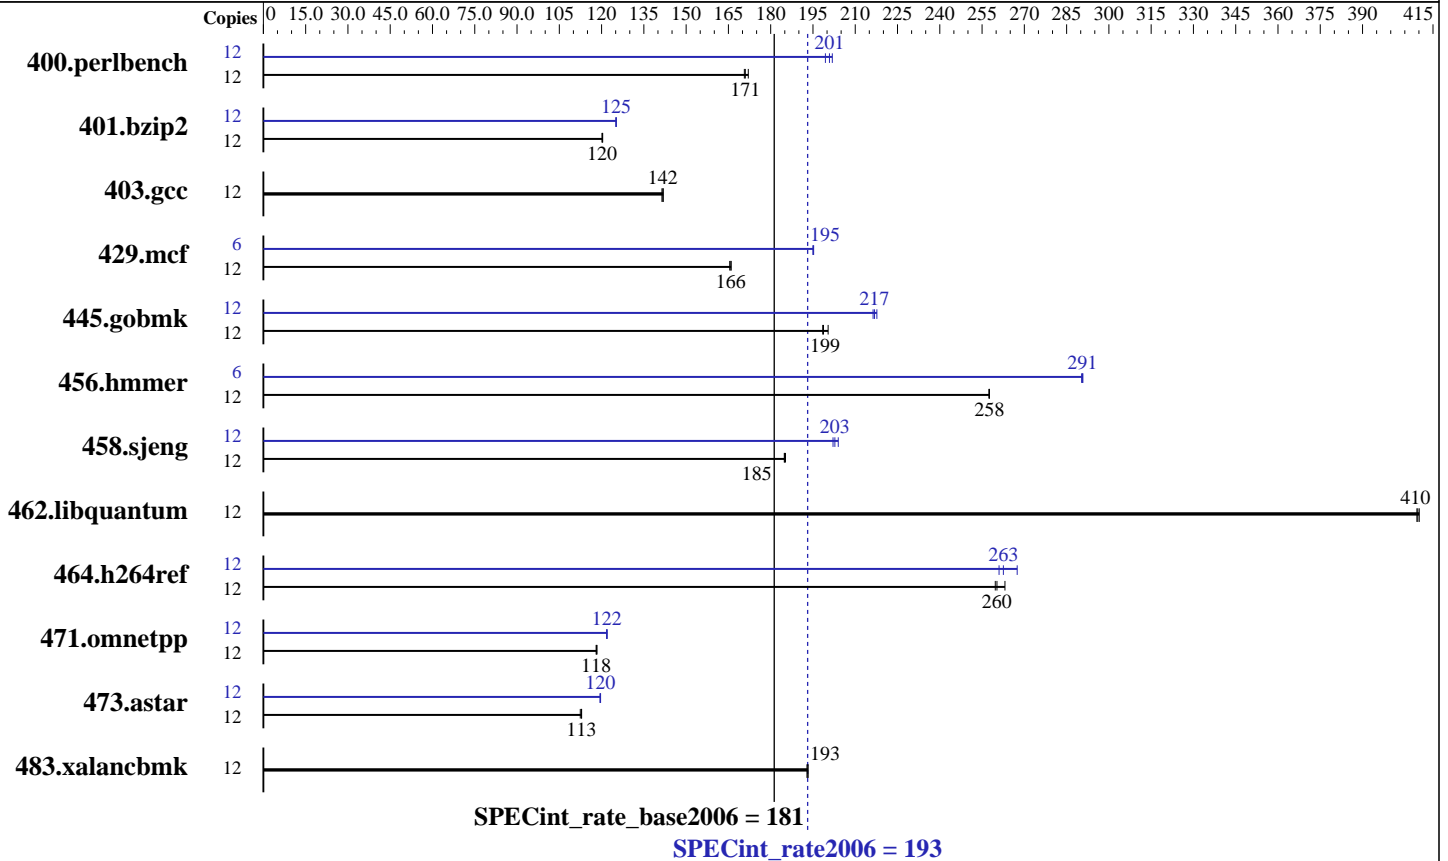 Copies 0 15.0 30.0 45.0 60.0 75.0 90.0 105 120 135 150 165 180 195 210 225 240 255 270 285 300 315 330 345 360 375 390 415
400.perlbench 12 201
12 171
401.bzip2 12 125
12 120
403.gcc 12 142
429.mcf 6 195
12 166
445.gobmk 12 217
12 199
456.hmmer 6 291
12 258
458.sjeng 12 203
12 185
462.libquantum 12 410
464.h264ref 12 263
12 260
471.omnetpp 12 122
12 118
473.astar 12 120
12 113
483.xalancbmk 12 193
SPECint_rate_base2006 = 181
SPECint_rate2006 = 193